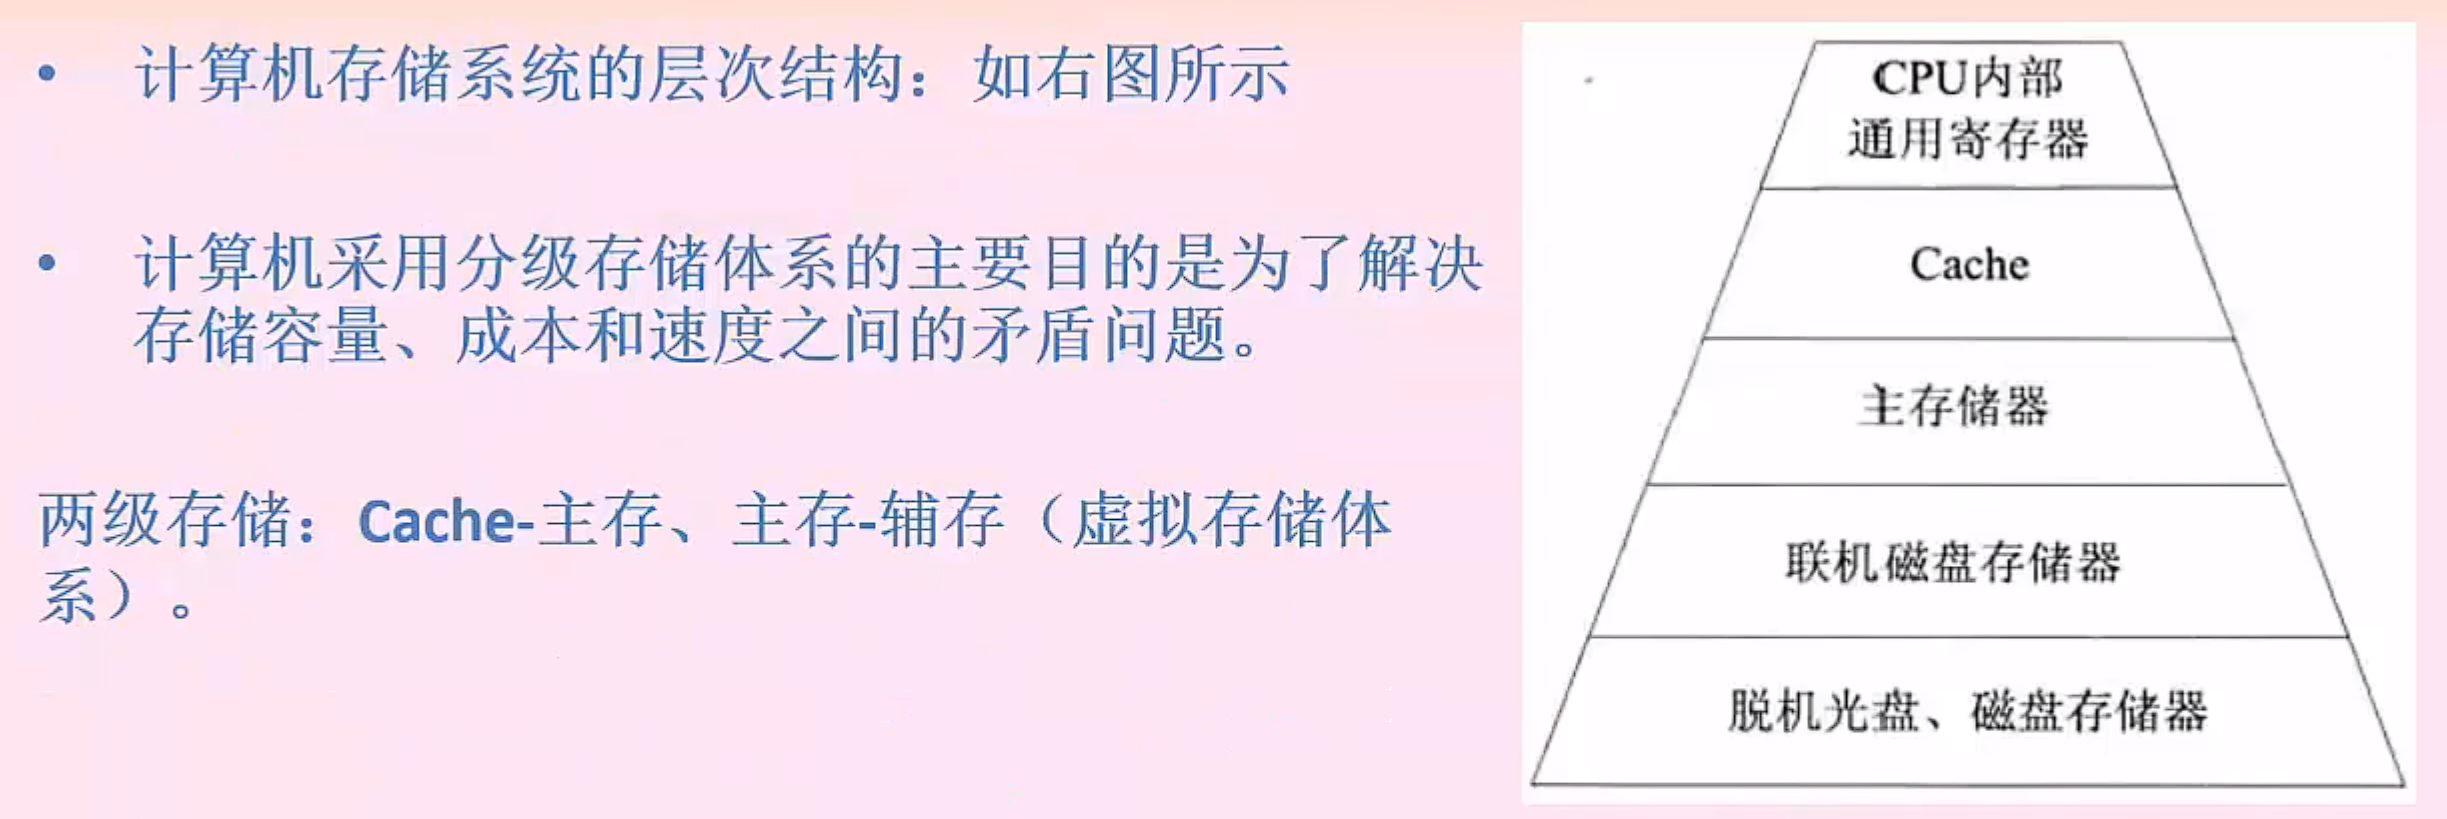 • 计算机存储系统的层次结构：如右图所示
• 计算机采用分级存储体系的主要目的是为了解决
存储容量、成本和速度之间的矛盾问题。
两级存储：Cache-主存、主存-辅存（虚拟存储体
系）。
CPU内部
通用寄存器
Cache
主存储器
联机磁盘存储器
脱机光盘、磁盘存储器